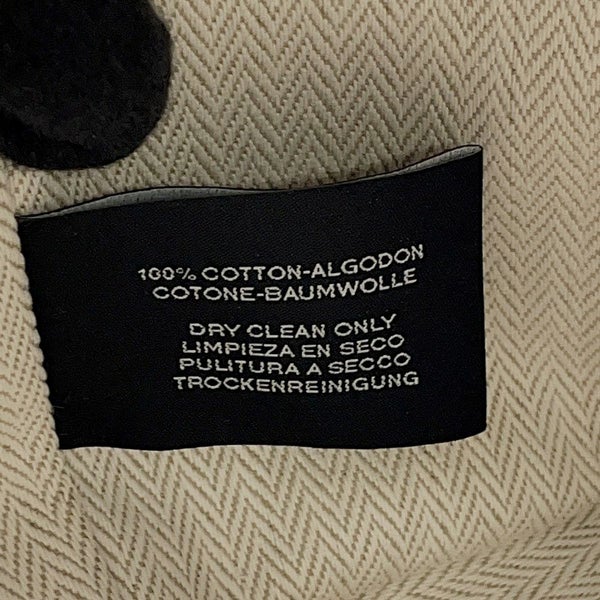 100% COTTON-ALGODON
COTONE-BAUMWOLLE
DRY CLEAN ONLY
LIMPIEZA EN SECO
PULITURA A SECCO
TROCKENREINIGUNG